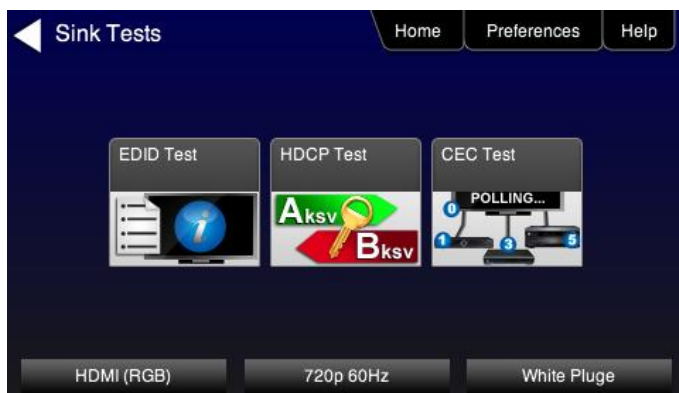 Sink Tests
Home
Preferences
Help
EDID Test
HDCP Test
CEC Test
Aksv
Bksv
POLLING...
0
1
3
5
i
HDMI (RGB)
720p 60Hz
White Pluge